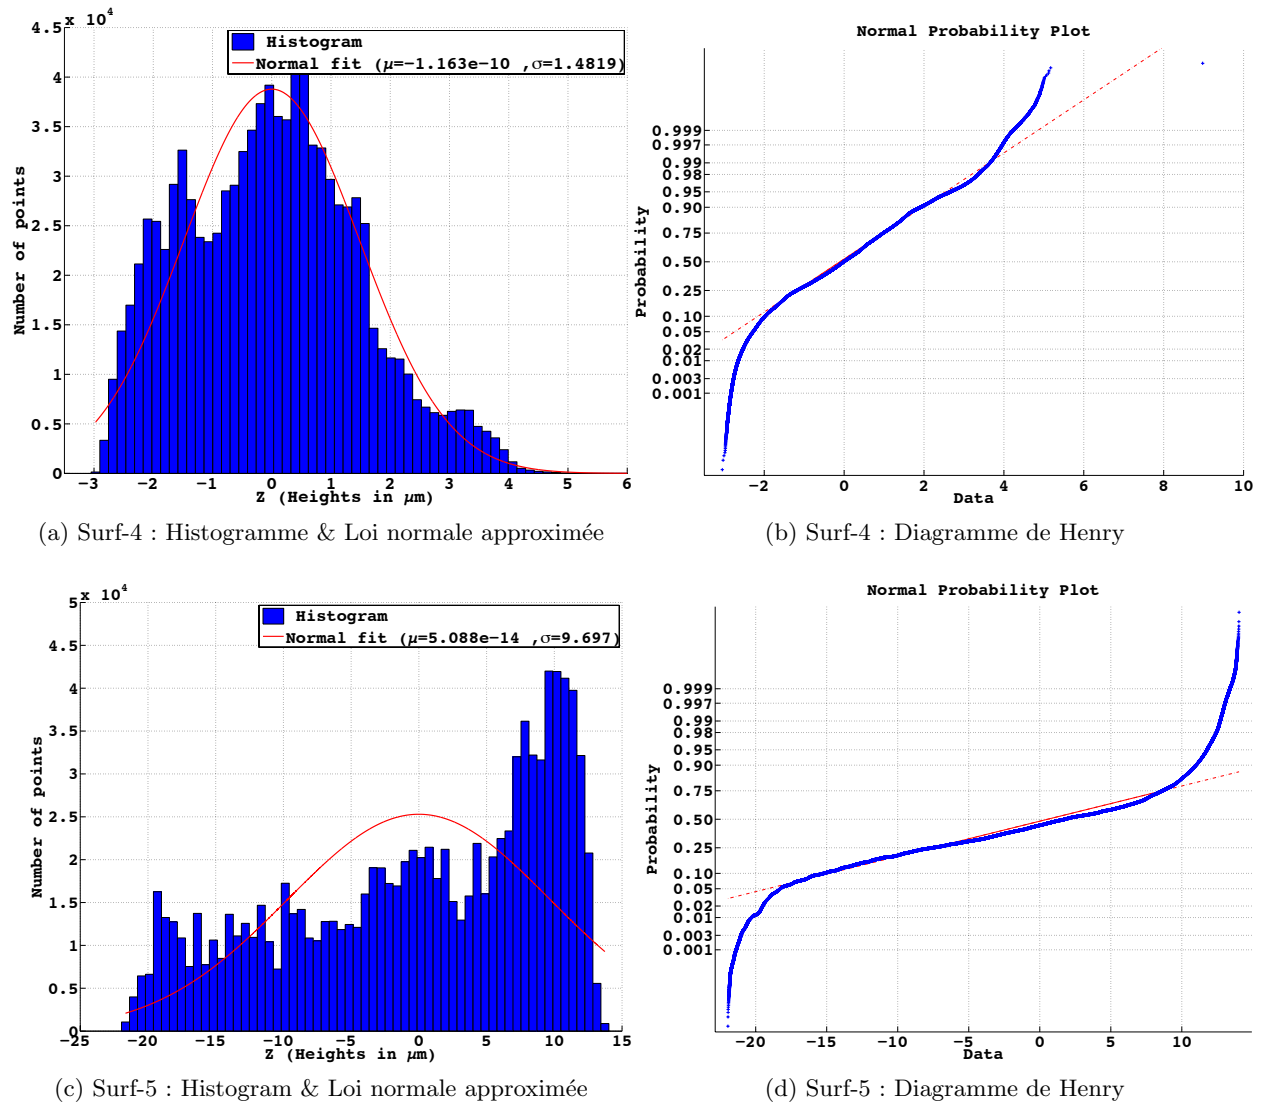 x 10⁴
4.5
4
3.5
3
2.5
2
1.5
1
0.5
0
Number of points
Histogram
Normal fit (μ=−1.163e−10 ,σ=1.4819)
−3 −2 −1 0 1 2 3 4 5 6
Z (Heights in μm)
(a) Surf-4 : Histogramme & Loi normale approximée
Normal Probability Plot
0.999
0.997
0.99
0.98
0.95
0.90
0.75
0.50
0.25
0.10
0.05
0.02
0.01
0.003
0.001
Probability
−2 0 2 4 6 8 10
Data
(b) Surf-4 : Diagramme de Henry
x 10⁴
5
4.5
4
3.5
3
2.5
2
1.5
1
0.5
0
Number of points
Histogram
Normal fit (μ=5.088e−14 ,σ=9.697)
−25 −20 −15 −10 −5 0 5 10 15
Z (Heights in μm)
(c) Surf-5 : Histogram & Loi normale approximée
Normal Probability Plot
0.999
0.997
0.99
0.98
0.95
0.90
0.75
0.50
0.25
0.10
0.05
0.02
0.01
0.003
0.001
Probability
−20 −15 −10 −5 0 5 10
Data
(d) Surf-5 : Diagramme de Henry